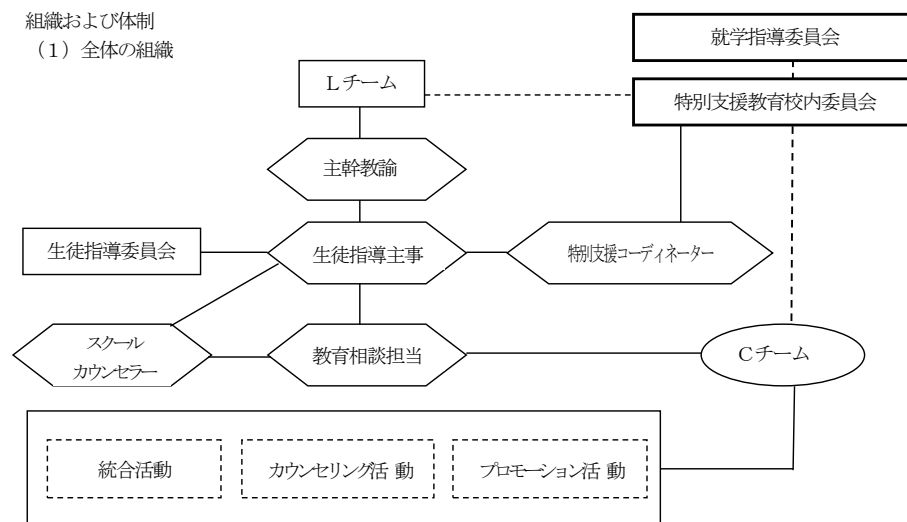 組織および体制
（１）全体の組織
就学指導委員会
Ｌチーム
特別支援教育校内委員会
主幹教諭
生徒指導委員会
生徒指導主事
特別支援コーディネーター
スクール
カウンセラー
教育相談担当
Ｃチーム
統合活動
カウンセリング活 動
プロモーション活 動